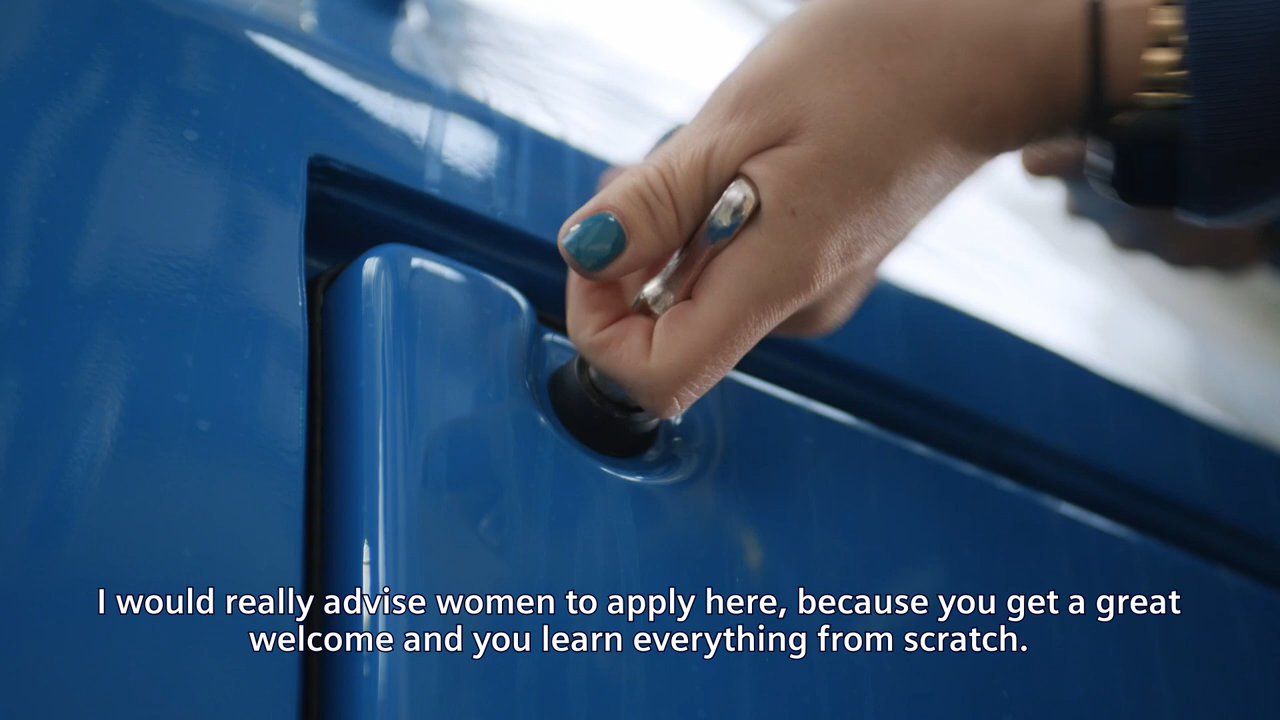 I would really advise women to apply here, because you get a great
welcome and you learn everything from scratch.